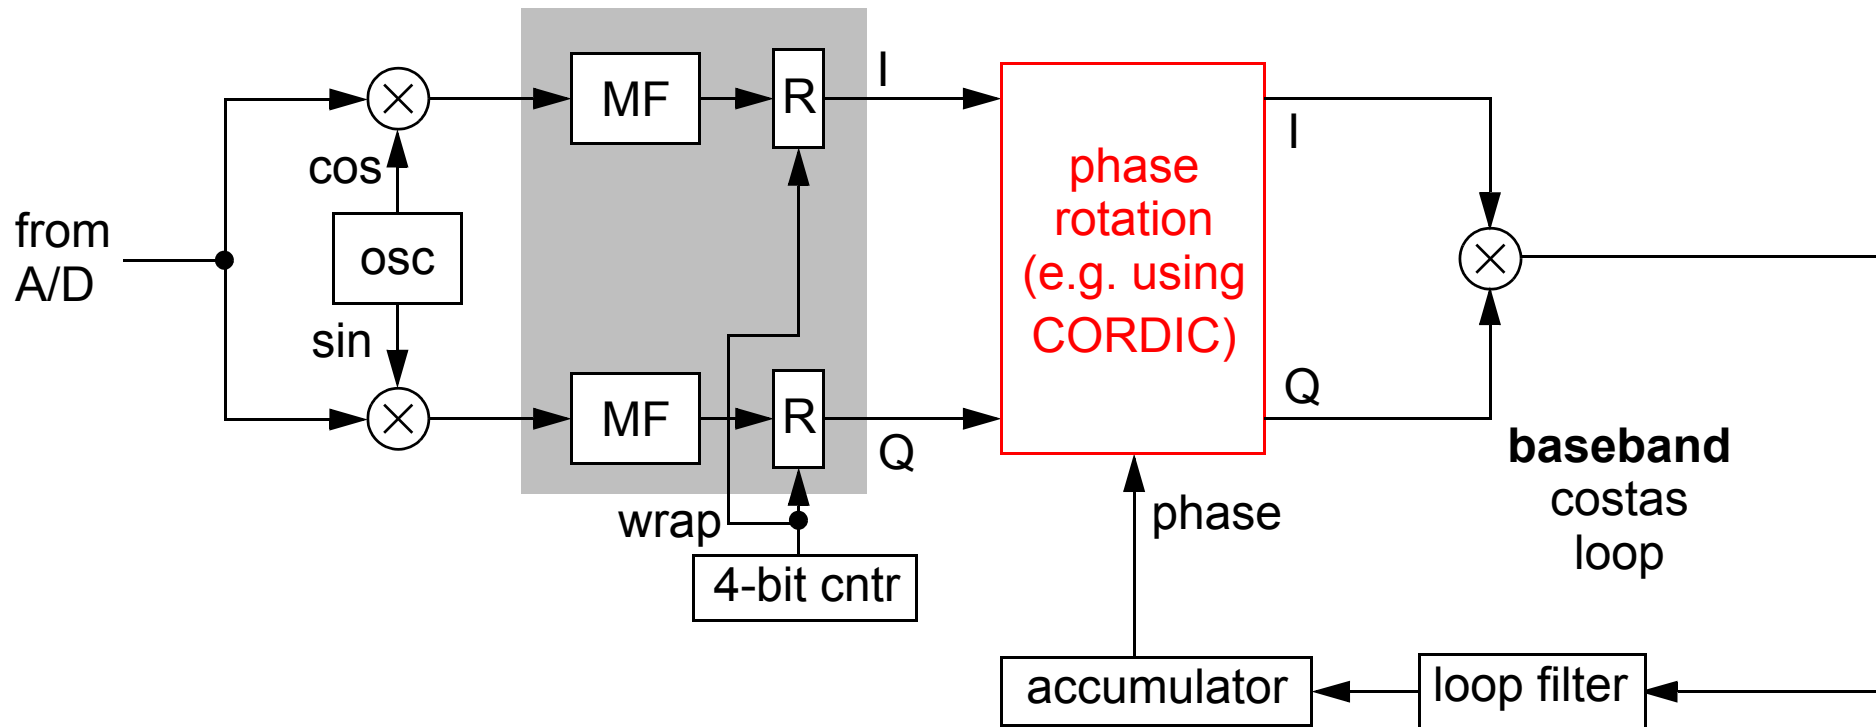 from
A/D
cos
osc
sin
MF
R
I
MF
R
Q
wrap
4-bit cntr
phase
rotation
(e.g. using
CORDIC)
I
Q
phase
baseband
costas
loop
accumulator
loop filter